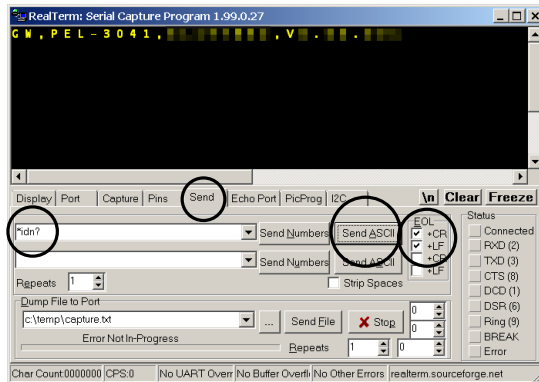 RealTerm: Serial Capture Program 1.99.0.27
GW,PEL-3041, ,V . .
Display Port Capture Pins Send Echo Port PicProg I2C \n Clear Freeze
*idn? Send Numbers Send ASCII
EOL
+CR
+LF
Send Numbers Send ASCII
+CR
+LF
Repeats 1 Strip Spaces
Dump File to Port
c:\temp\capture.txt ... Send File Stop 0
0
Error Not In-Progress Repeats 1 0
Status
Connected
RXD (2)
TXD (3)
CTS (8)
DCD (1)
DSR (6)
Ring (9)
BREAK
Error
Char Count:0000000 CPS:0 No UART Overr No Buffer Overfl No Other Errors realterm.sourceforge.net